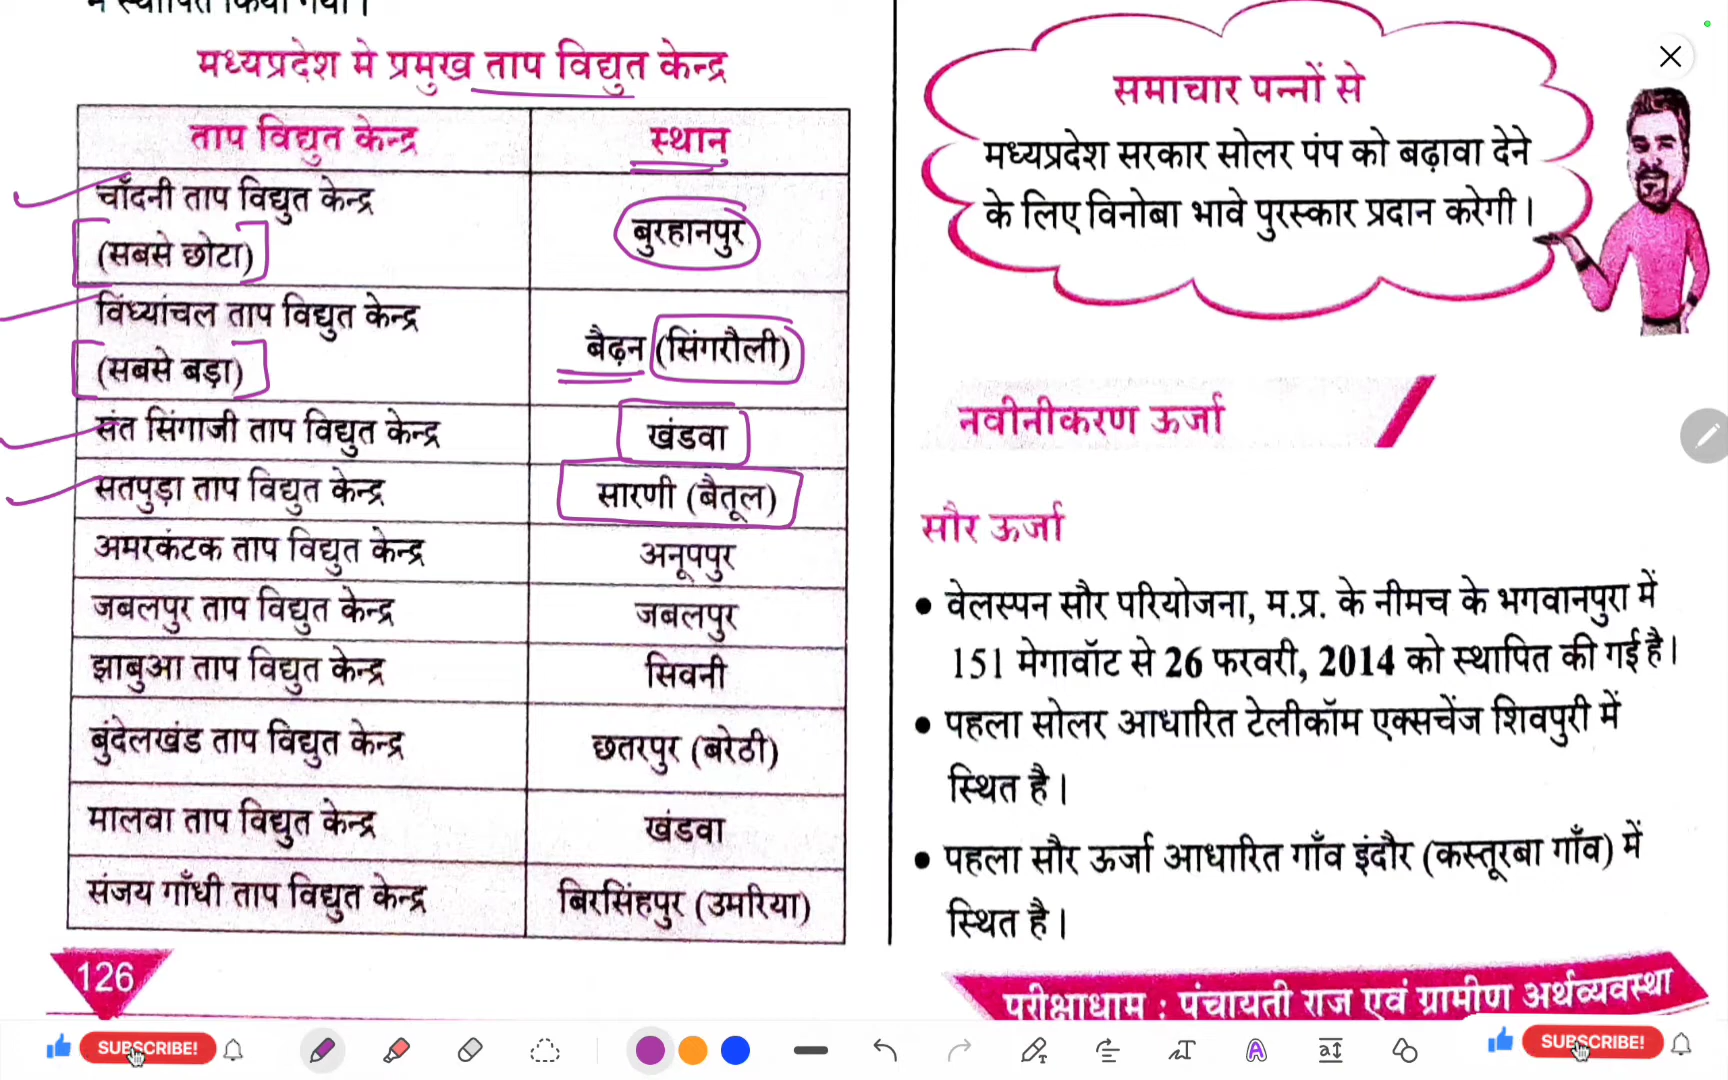 में स्थापित किया गया।
मध्यप्रदेश मे प्रमुख ताप विद्युत केन्द्र
ताप विद्युत केन्द्र स्थान
चाँदनी ताप विद्युत केन्द्र
(सबसे छोटा)
बुरहानपुर
विंध्यांचल ताप विद्युत केन्द्र
(सबसे बड़ा)
बैढ़न (सिंगरौली)
संत सिंगाजी ताप विद्युत केन्द्र खंडवा
सतपुड़ा ताप विद्युत केन्द्र सारणी (बैतूल)
अमरकंटक ताप विद्युत केन्द्र अनूपपुर
जबलपुर ताप विद्युत केन्द्र जबलपुर
झाबुआ ताप विद्युत केन्द्र सिवनी
बुंदेलखंड ताप विद्युत केन्द्र छतरपुर (बरेठी)
मालवा ताप विद्युत केन्द्र खंडवा
संजय गाँधी ताप विद्युत केन्द्र बिरसिंहपुर (उमरिया)
126
समाचार पन्नों से
मध्यप्रदेश सरकार सोलर पंप को बढ़ावा देने
के लिए विनोबा भावे पुरस्कार प्रदान करेगी।
नवीनीकरण ऊर्जा
सौर ऊर्जा
• वेलस्पन सौर परियोजना, म.प्र. के नीमच के भगवानपुरा में
151 मेगावॉट से 26 फरवरी, 2014 को स्थापित की गई है।
• पहला सोलर आधारित टेलीकॉम एक्सचेंज शिवपुरी में
स्थित है।
• पहला सौर ऊर्जा आधारित गाँव इंदौर (कस्तूरबा गाँव) में
स्थित है।
परीक्षाधाम : पंचायती राज एवं ग्रामीण अर्थव्यवस्था
SUBSCRIBE!
SUBSCRIBE!